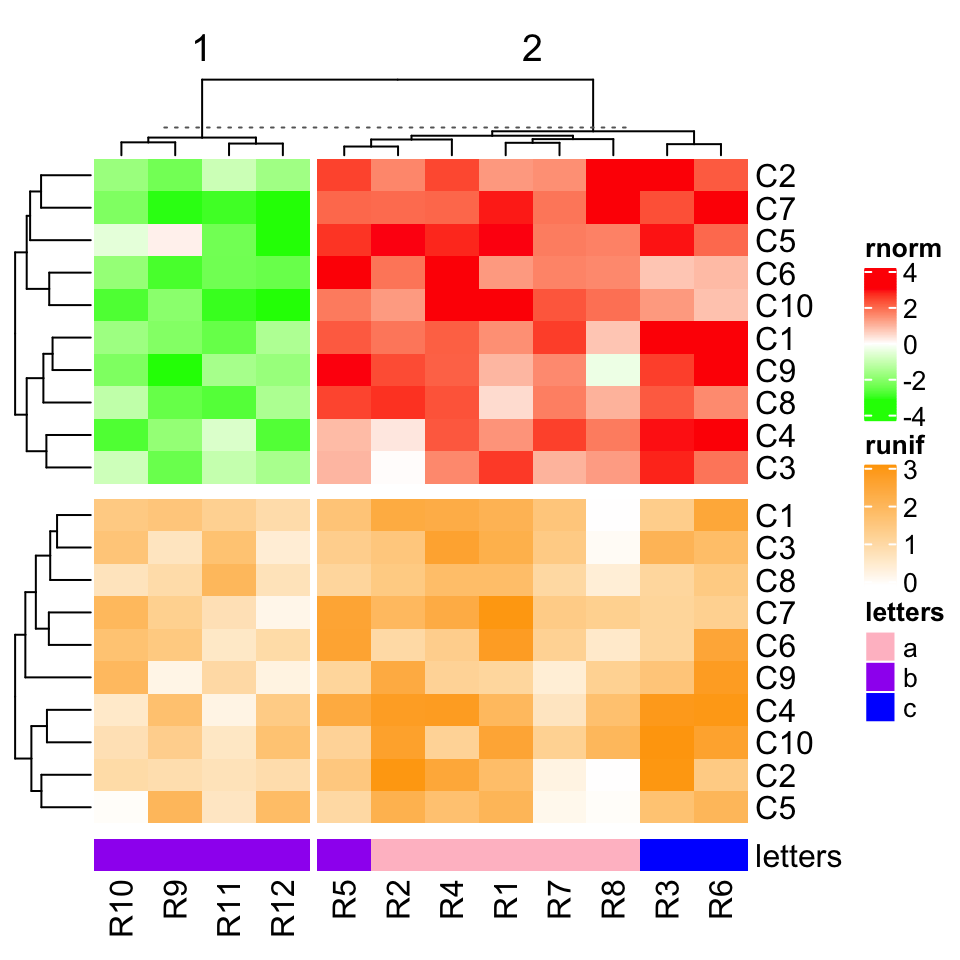 1 2
C2
C7
C5
C6
C10
C1
C9
C8
C4
C3
C1
C3
C8
C7
C6
C9
C4
C10
C2
C5
letters
R10 R9 R11 R12 R5 R2 R4 R1 R7 R8 R3 R6
rnorm
4
2
0
-2
-4
runif
3
2
1
0
letters
a
b
c